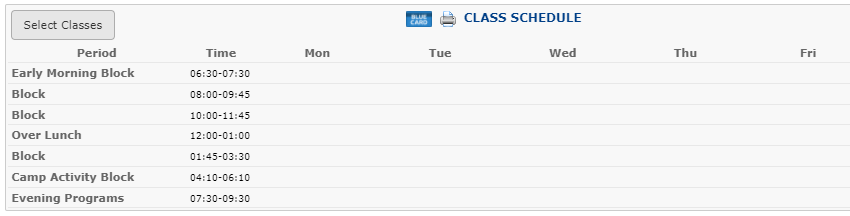 Select Classes
BLUE
CARD
CLASS SCHEDULE
Period Time Mon Tue Wed Thu Fri
Early Morning Block 06:30-07:30
Block 08:00-09:45
Block 10:00-11:45
Over Lunch 12:00-01:00
Block 01:45-03:30
Camp Activity Block 04:10-06:10
Evening Programs 07:30-09:30